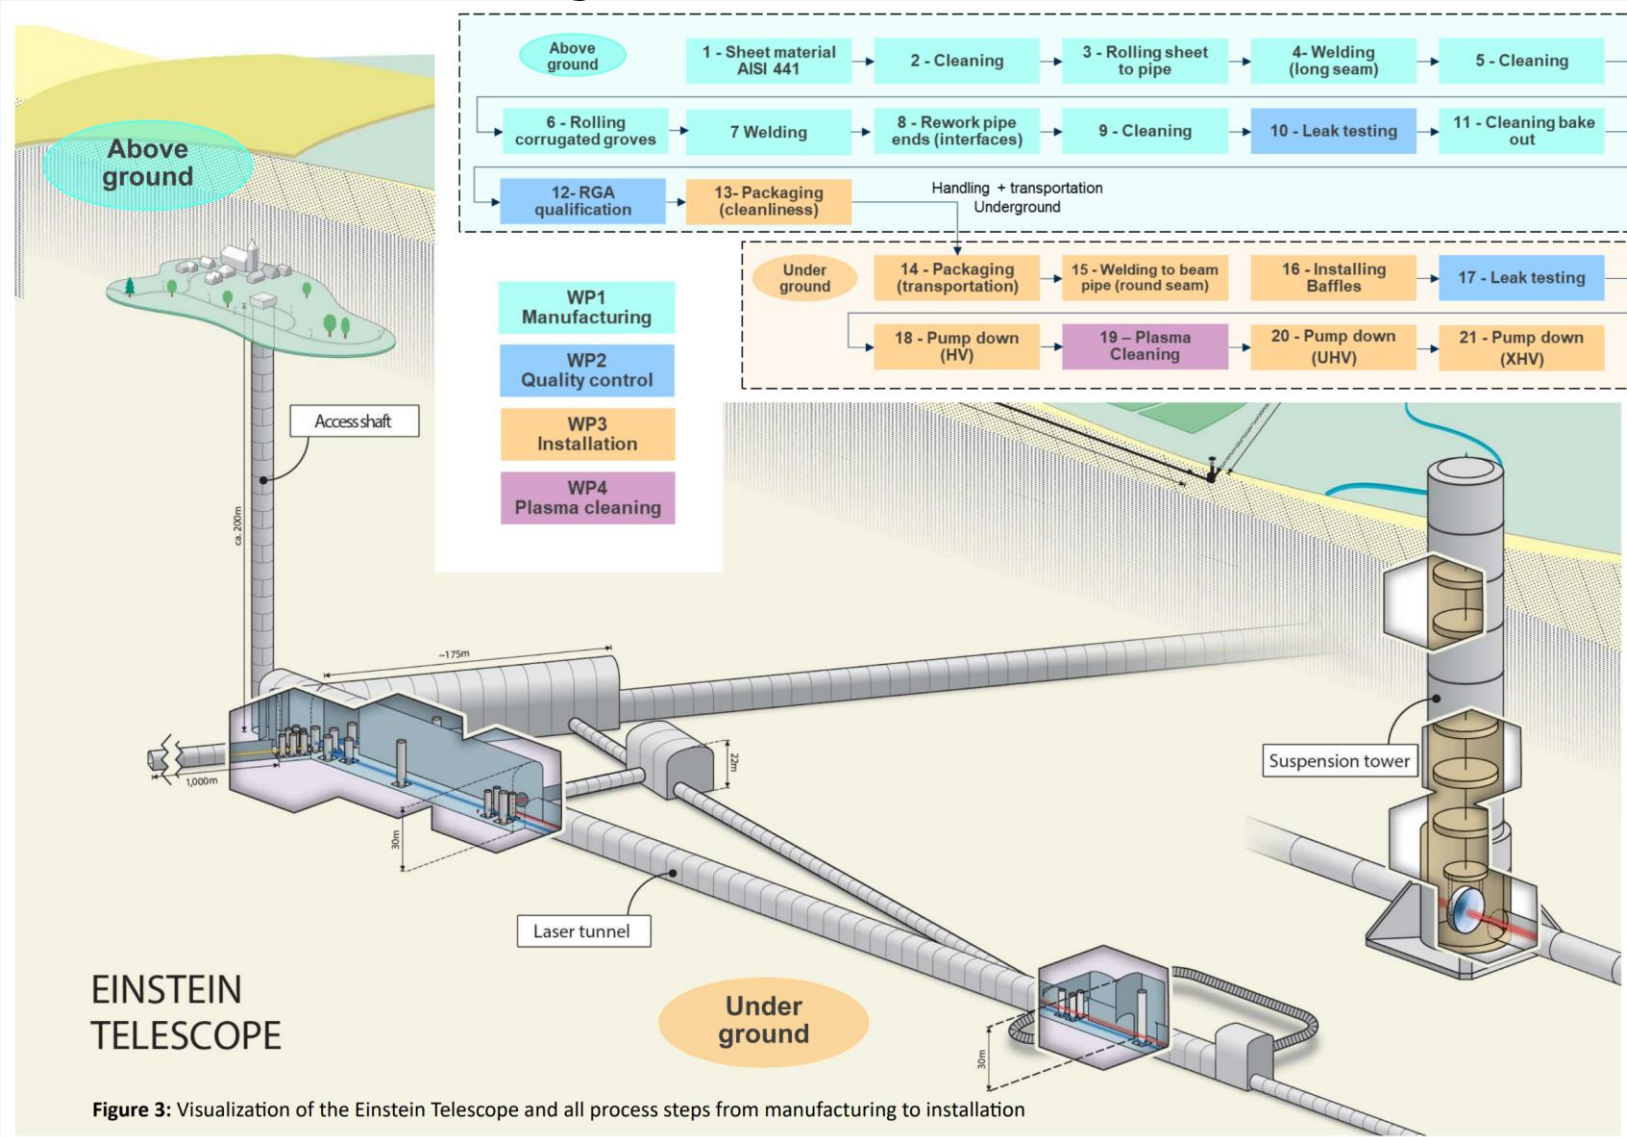 Above
ground
1 - Sheet material
AISI 441
2 - Cleaning
3 - Rolling sheet
to pipe
4- Welding
(long seam)
5 - Cleaning
6 - Rolling
corrugated groves
7 Welding
8 - Rework pipe
ends (interfaces)
9 - Cleaning
10 - Leak testing
11 - Cleaning bake
out
12- RGA
qualification
13- Packaging
(cleanliness)
Handling + transportation
Underground
Under
ground
14 - Packaging
(transportation)
15 - Welding to beam
pipe (round seam)
16 - Installing
Baffles
17 - Leak testing
18 - Pump down
(HV)
19 – Plasma
Cleaning
20 - Pump down
(UHV)
21 - Pump down
(XHV)
Above
ground
WP1
Manufacturing
WP2
Quality control
WP3
Installation
WP4
Plasma cleaning
Access shaft
ca. 200m
~175m
1,000m
22m
30m
Suspension tower
Laser tunnel
Under
ground
30m
EINSTEIN
TELESCOPE
Figure 3: Visualization of the Einstein Telescope and all process steps from manufacturing to installation